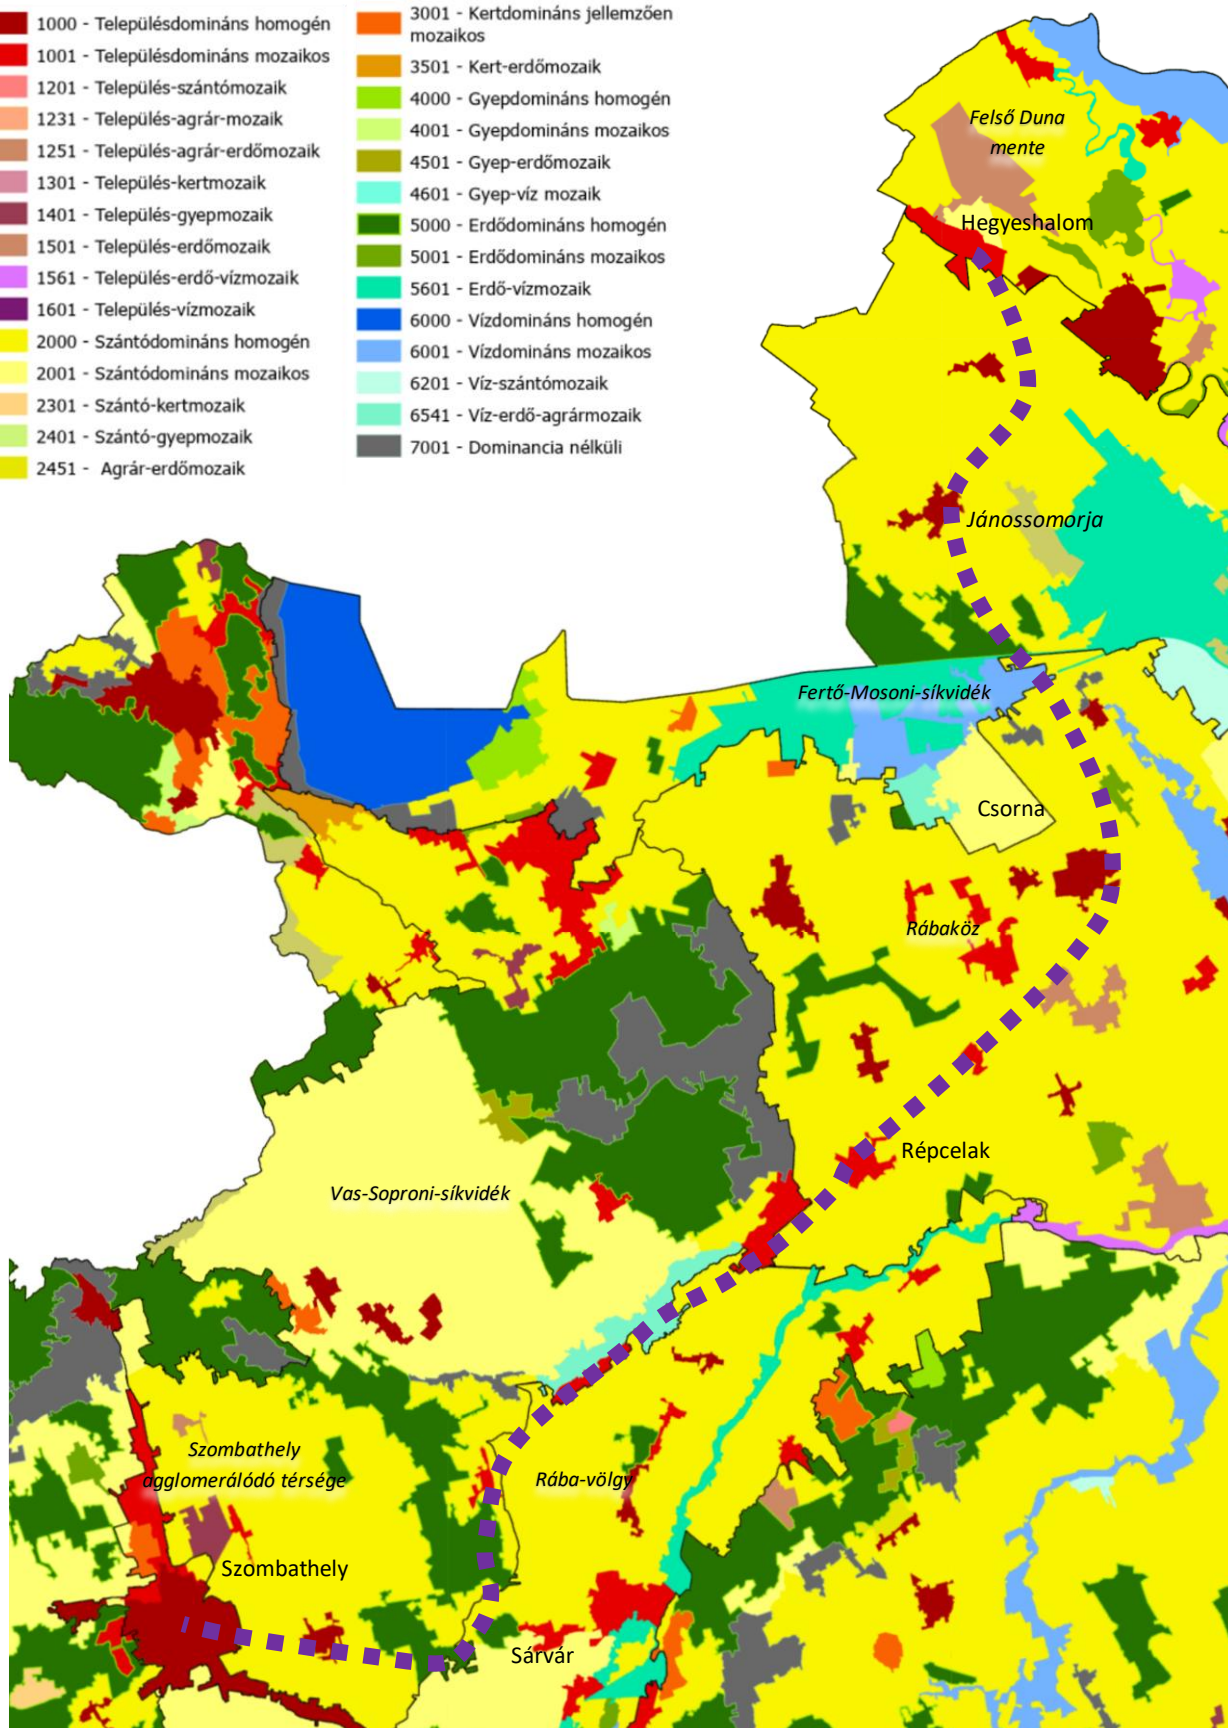 1000 - Településdomináns homogén
1001 - Településdomináns mozaikos
1201 - Település-szántómozaik
1231 - Település-agrár-mozaik
1251 - Település-agrár-erdőmozaik
1301 - Település-kertmozaik
1401 - Település-gyepmozaik
1501 - Település-erdőmozaik
1561 - Település-erdő-vízmozaik
1601 - Település-vízmozaik
2000 - Szántódomináns homogén
2001 - Szántódomináns mozaikos
2301 - Szántó-kertmozaik
2401 - Szántó-gyepmozaik
2451 - Agrár-erdőmozaik
3001 - Kertdomináns jellemzően
mozaikos
3501 - Kert-erdőmozaik
4000 - Gyepdomináns homogén
4001 - Gyepdomináns mozaikos
4501 - Gyep-erdőmozaik
4601 - Gyep-víz mozaik
5000 - Erdődomináns homogén
5001 - Erdődomináns mozaikos
5601 - Erdő-vízmozaik
6000 - Vízdomináns homogén
6001 - Vízdomináns mozaikos
6201 - Víz-szántómozaik
6541 - Víz-erdő-agrármozaik
7001 - Dominancia nélküli
Felső Duna
mente
Hegyeshalom
Jánossomorja
Fertő-Mosoni-síkvidék
Csorna
Rábaköz
Répcelak
Vas-Soproni-síkvidék
Szombathely
agglomerálódó térsége
Rába-völgy
Szombathely
Sárvár